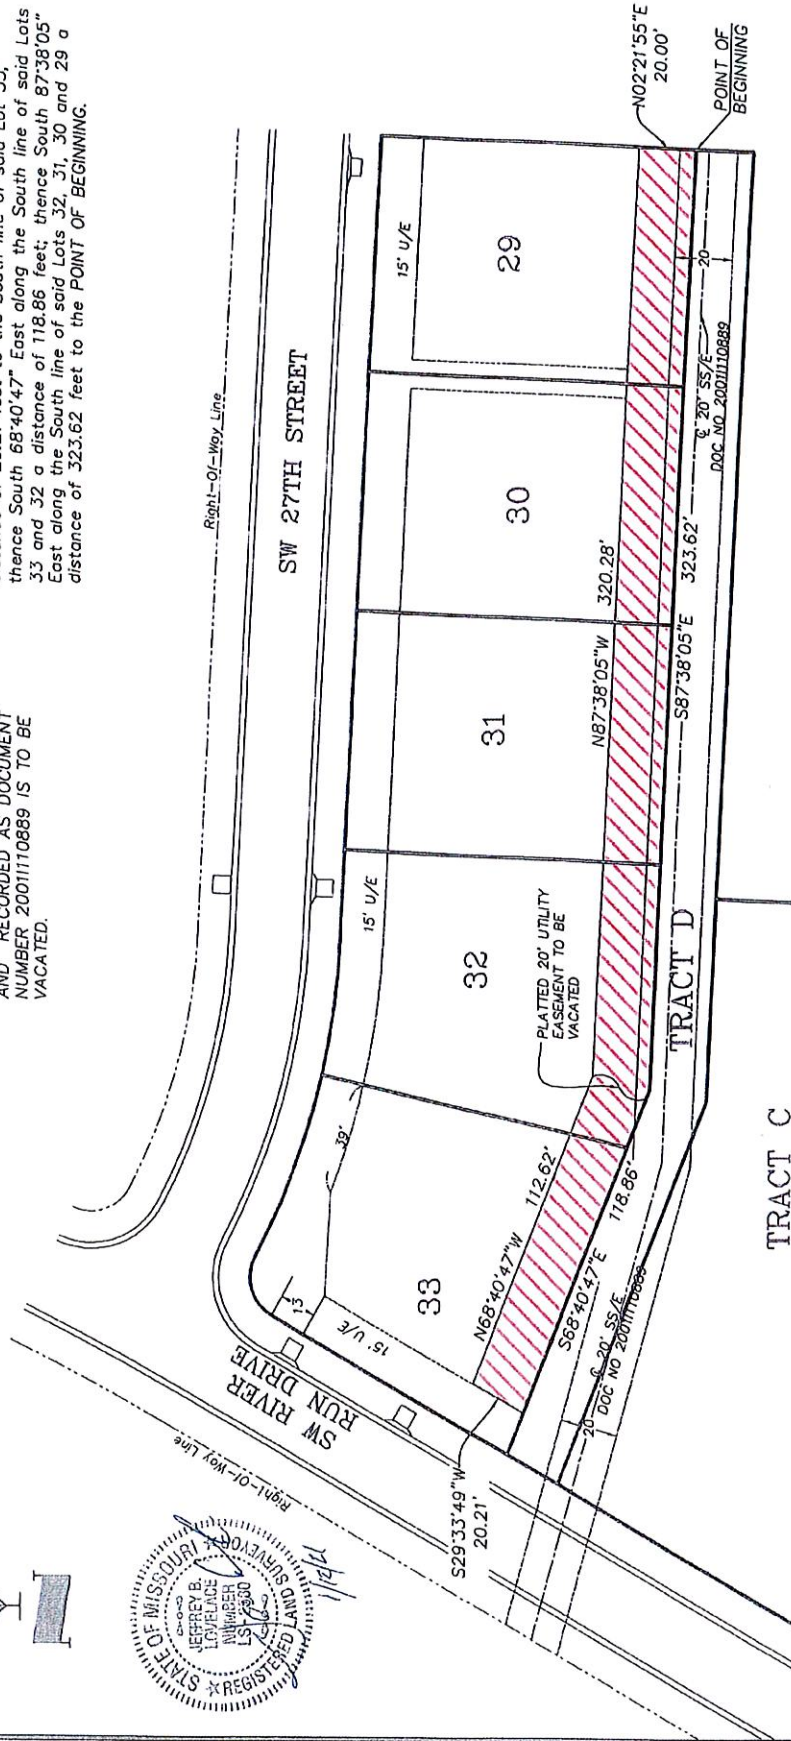 thence South 68°40'47" East along the South line of said Lots
33 and 32 a distance of 118.86 feet; thence South 87°38'05"
East along the South line of said Lots 32, 31, 30 and 29 a
distance of 323.62 feet to the POINT OF BEGINNING.
AND RECORDED AS DOCUMENT
NUMBER 2001I110889 IS TO BE
VACATED.
STATE OF MISSOURI
JEFFREY B.
LOVELACE
NUMBER
REGISTERED LAND SURVEYOR
Right-Of-Way Line
SW 27TH STREET
Right-Of-Way Line
SW RIVER
RUN DRIVE
13
15' U/E
39'
15' U/E
15' U/E
33
32
31
30
29
PLATTED 20' UTILITY
EASEMENT TO BE
VACATED
S29°33'49"W
20.21'
N68°40'47"W
112.62'
N87°38'05"W
320.28'
N02°21'55"E
20.00'
POINT OF
BEGINNING
S68°40'47"E
118.86'
S87°38'05"E
323.62'
20
℄ 20' SS/E
DOC NO 2001I110889
20
℄ 20' SS/E
DOC NO 2001I110889
TRACT D
TRACT C